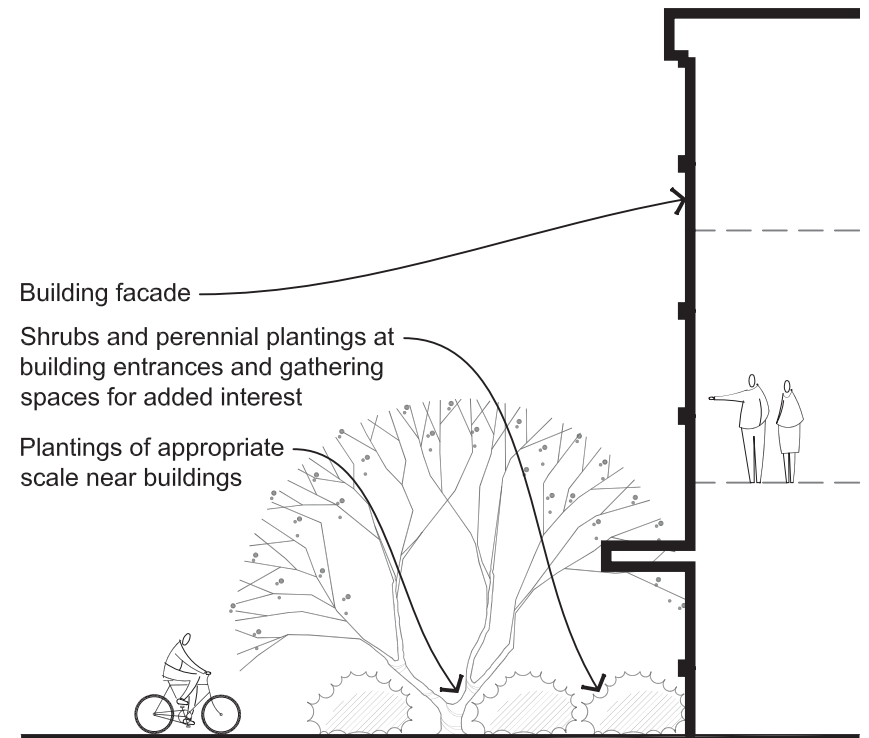 Building facade
Shrubs and perennial plantings at
building entrances and gathering
spaces for added interest
Plantings of appropriate
scale near buildings